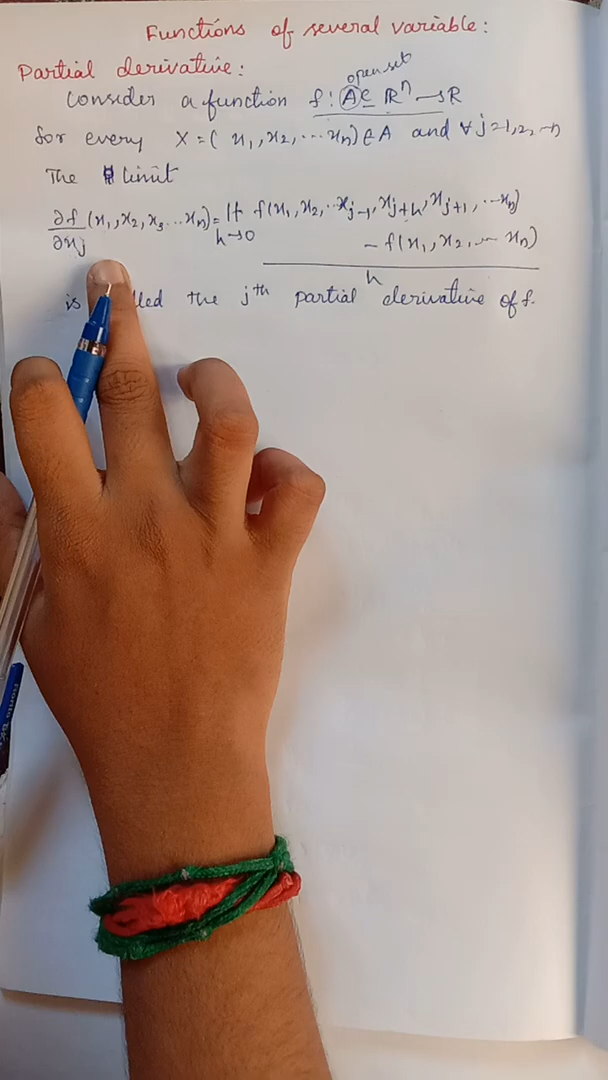 Functions of several variable:
Partial derivative:
open set
Consider a function f: A ⊆ ℝⁿ → R
for every X = ( x₁, x₂, ... xₙ) ∈ A and ∀ j = 1, 2, ... n
The limit
∂f/∂xj (x₁, x₂, x₃ ... xₙ) = lt h→0 f(x₁, x₂, ... xj-1, xj+h, xj+1, ... xₙ)
- f(x₁, x₂, ... xₙ)
h
is led the jᵗʰ partial derivative of f.